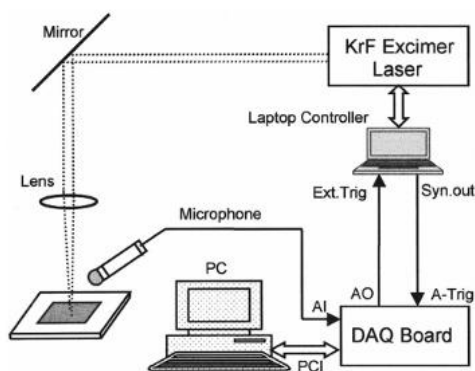 Mirror
KrF Excimer
Laser
Laptop Controller
Lens
Ext.Trig
Syn.out
Microphone
PC
AI
AO
A-Trig
DAQ Board
PCI